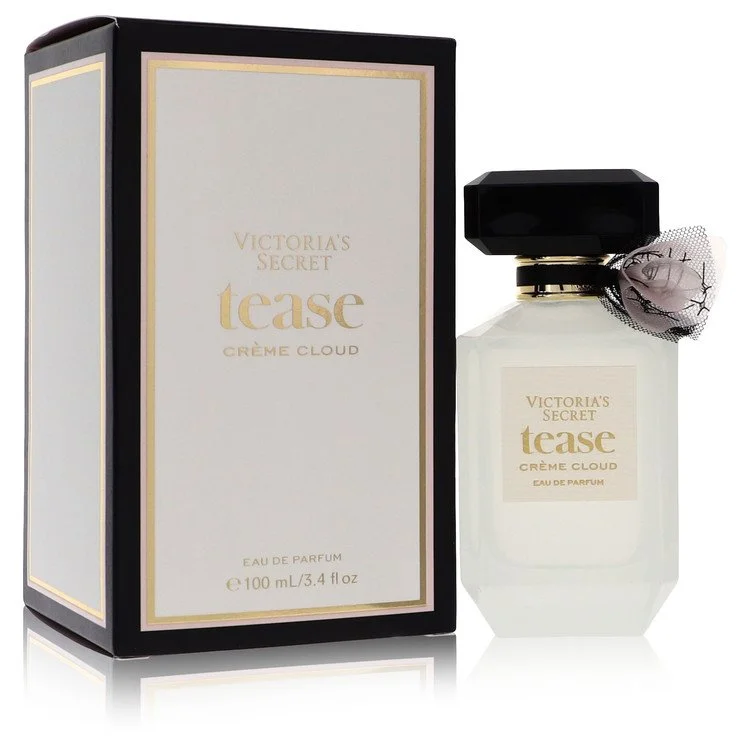 VICTORIA'S
SECRET
tease
CRÈME CLOUD
EAU DE PARFUM
℮100 mL/3.4 fl oz
VICTORIA'S
SECRET
tease
CRÈME CLOUD
EAU DE PARFUM